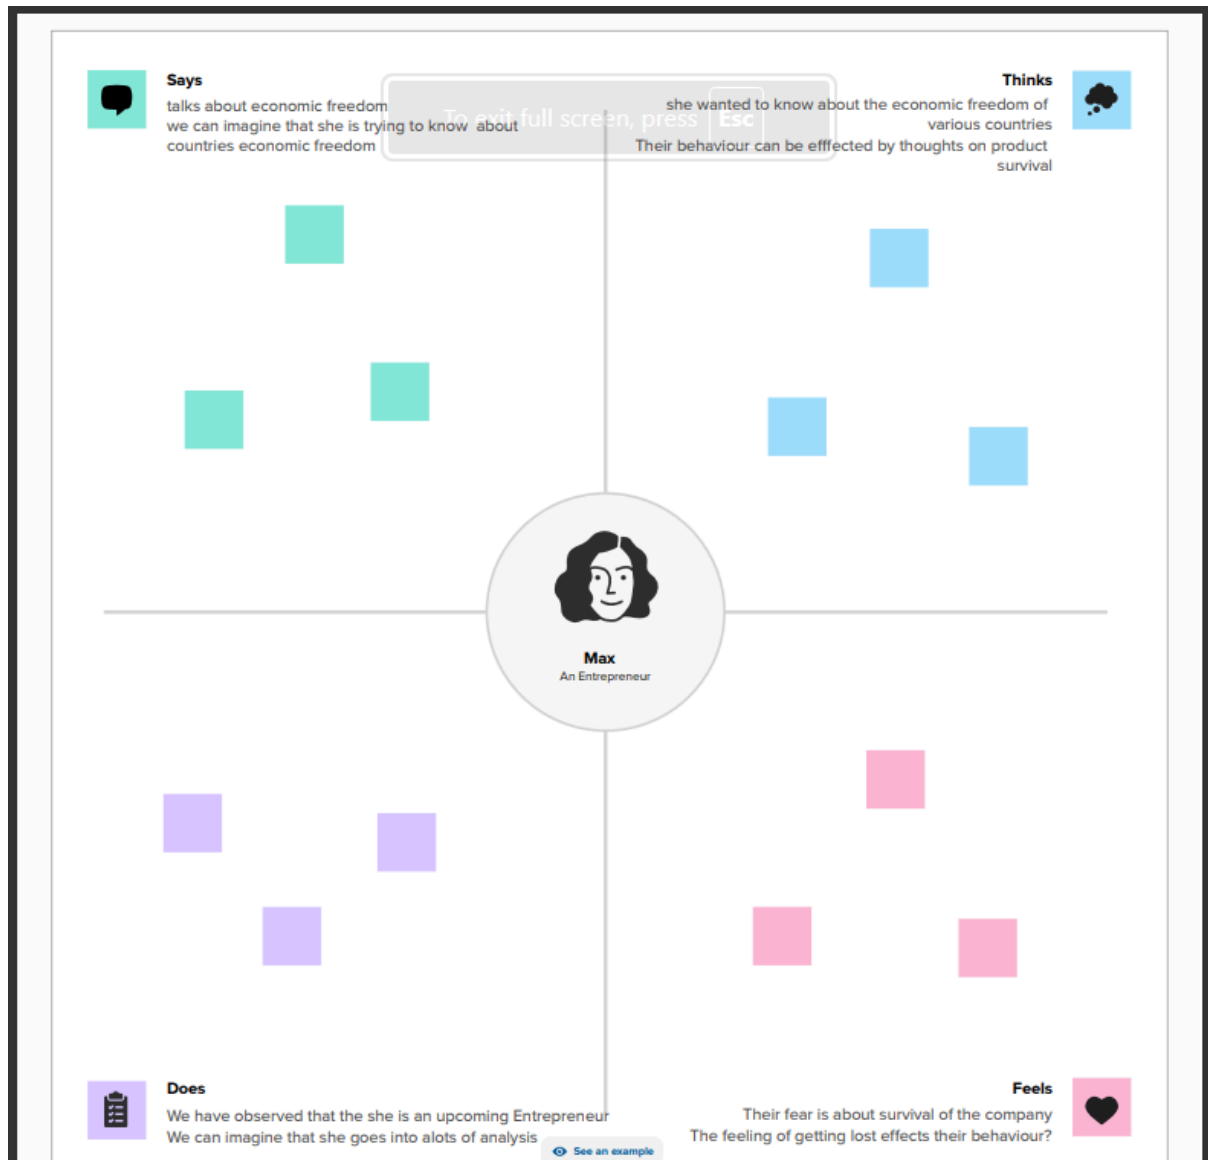 Says
talks about economic freedom
we can imagine that she is trying to know  about
countries economic freedom
To exit full screen, press Esc
Thinks
she wanted to know about the economic freedom of
various countries
Their behaviour can be efffected by thoughts on product
survival
Max
An Entrepreneur
Does
We have observed that the she is an upcoming Entrepreneur
We can imagine that she goes into alots of analysis
Feels
Their fear is about survival of the company
The feeling of getting lost effects their behaviour?
See an example